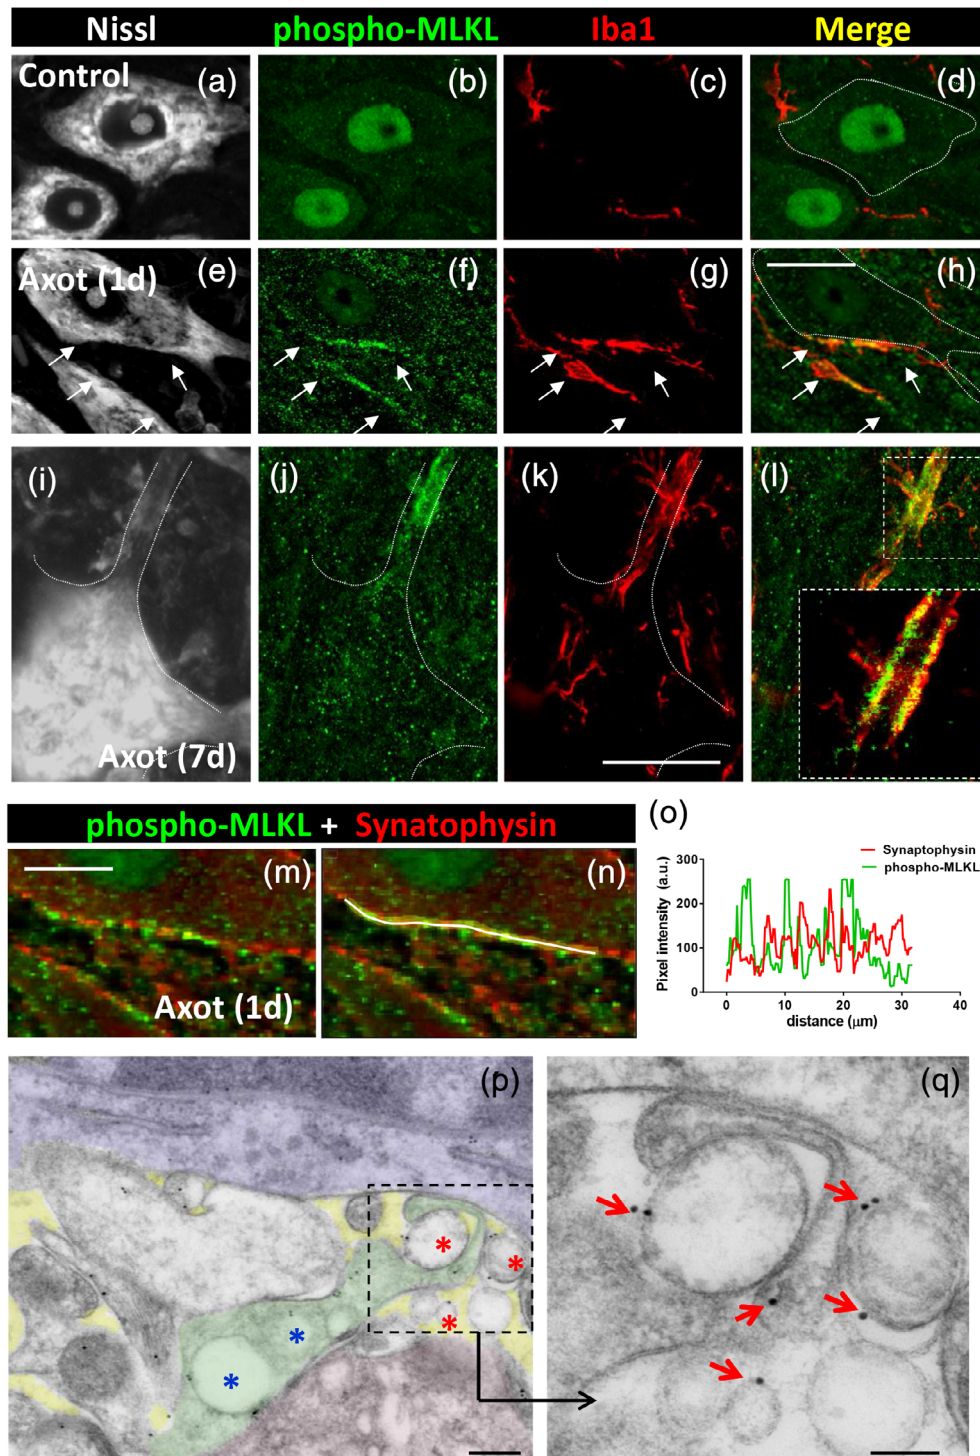 Nissl phospho-MLKL Iba1 Merge
Control (a) (b) (c) (d)
Axot (1d) (e) (f) (g) (h)
(i) (j) (k) (l)
Axot (7d)
phospho-MLKL + Synatophysin
(m) (n)
Axot (1d)
(o)
Synaptophysin
phospho-MLKL
Pixel intensity (a.u.)
300
200
100
0
0 10 20 30 40
distance (μm)
(p) (q)
* * *
* *